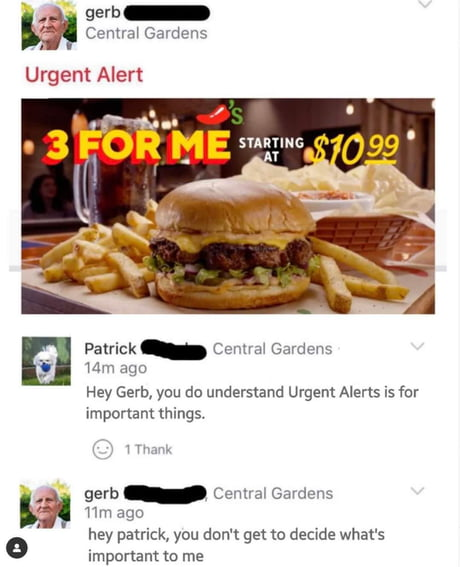 gerb
Central Gardens
Urgent Alert
's
3 FOR ME STARTING AT $10.99
Patrick Central Gardens ·
14m ago
Hey Gerb, you do understand Urgent Alerts is for
important things.
1 Thank
gerb , Central Gardens
11m ago
hey patrick, you don't get to decide what's
important to me